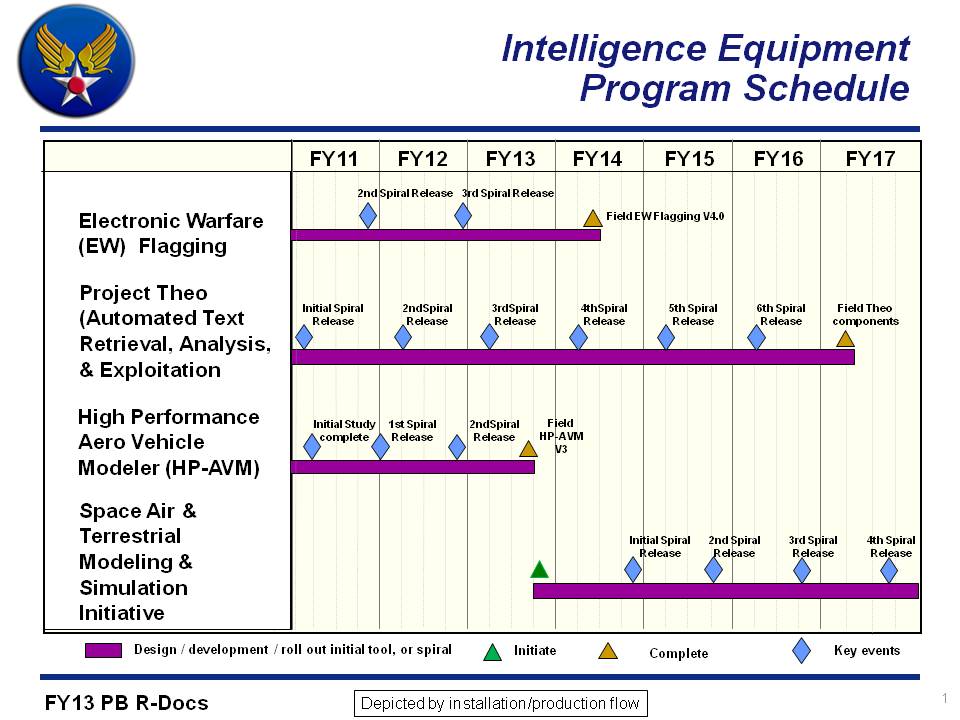 Intelligence Equipment
Program Schedule
FY11 FY12 FY13 FY14 FY15 FY16 FY17
Electronic Warfare
(EW) Flagging
2nd Spiral Release 3rd Spiral Release
Field EW Flagging V4.0
Project Theo
(Automated Text
Retrieval, Analysis,
& Exploitation
Initial Spiral
Release
2ndSpiral
Release
3rdSpiral
Release
4thSpiral
Release
5th Spiral
Release
6th Spiral
Release
Field Theo
components
High Performance
Aero Vehicle
Modeler (HP-AVM)
Initial Study
complete
1st Spiral
Release
2ndSpiral
Release
Field
HP-AVM
V3
Space Air &
Terrestrial
Modeling &
Simulation
Initiative
Initial Spiral
Release
2nd Spiral
Release
3rd Spiral
Release
4th Spiral
Release
Design / development / roll out initial tool, or spiral
Initiate
Complete
Key events
FY13 PB R-Docs
Depicted by installation/production flow
1